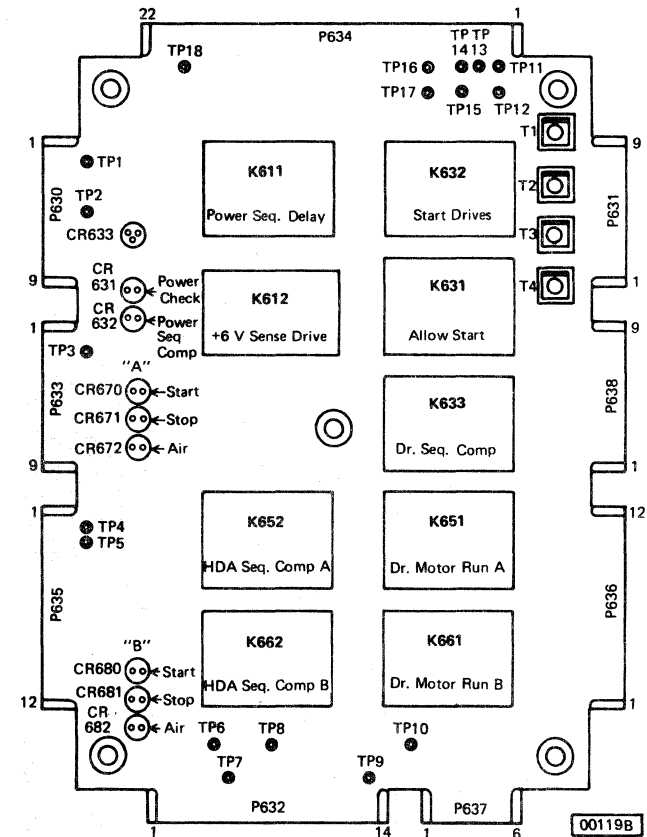 22
P634
1
TP18
TP TP
14 13
TP16
TP11
TP17
TP15
TP12
T1
1
9
TP1
K611
Power Seq. Delay
K632
Start Drives
P630
TP2
T2
P631
CR633
T3
CR
631
Power
Check
K612
+6 V Sense Drive
K631
Allow Start
T4
9
1
CR
632
Power
Seq
Comp
1
9
TP3
"A"
P633
CR670
Start
CR671
Stop
CR672
Air
K633
Dr. Seq. Comp
P638
9
1
1
12
TP4
TP5
K652
HDA Seq. Comp A
K651
Dr. Motor Run A
P635
P636
"B"
K662
HDA Seq. Comp B
K661
Dr. Motor Run B
CR680
Start
CR681
Stop
12
1
CR
682
Air
TP6
TP8
TP10
TP7
TP9
P632
P637
1
14
1
6
00119B